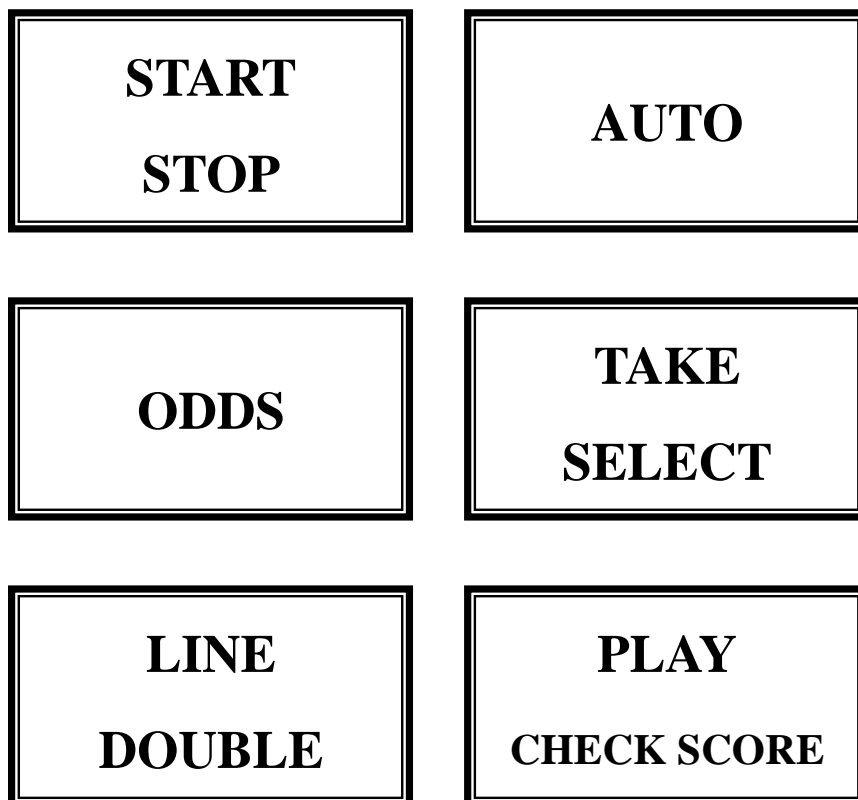 START
STOP
AUTO
ODDS
TAKE
SELECT
LINE
DOUBLE
PLAY
CHECK SCORE